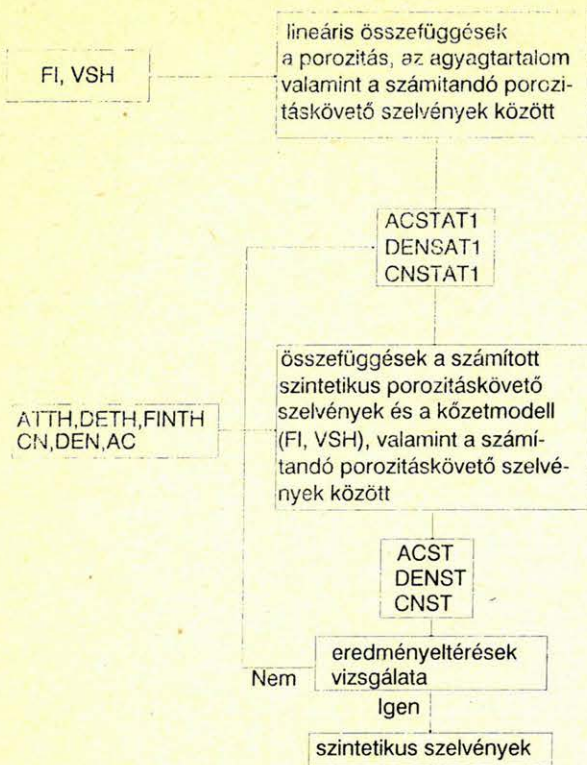 lineáris összefüggések
a porozitás, az agyagtartalom
valamint a számitandó porozi-
táskövető szelvények között
FI, VSH
ACSTAT1
DENSAT1
CNSTAT1
összefüggések a számított
szintetikus porozitáskövető
szelvények és a kőzetmodell
(FI, VSH), valamint a számí-
tandó porozitáskövető szelvé-
nyek között
ATTH,DETH,FINTH
CN,DEN,AC
ACST
DENST
CNST
eredményeltérések
vizsgálata
Nem
Igen
szintetikus szelvények